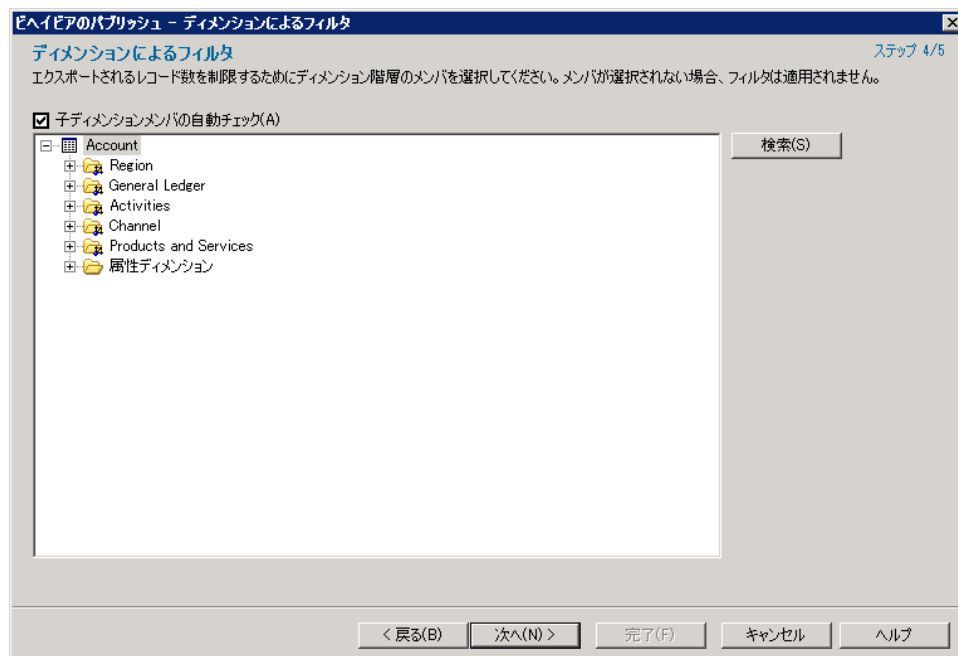 ビヘイビアのパブリッシュ - ディメンションによるフィルタ
ディメンションによるフィルタ
ステップ 4/5
エクスポートされるレコード数を制限するためにディメンション階層のメンバを選択してください。メンバが選択されない場合、フィルタは適用されません。
子ディメンションメンバの自動チェック(A)
Account
検索(S)
Region
General Ledger
Activities
Channel
Products and Services
属性ディメンション
< 戻る(B)
次へ(N) >
完了(F)
キャンセル
ヘルプ